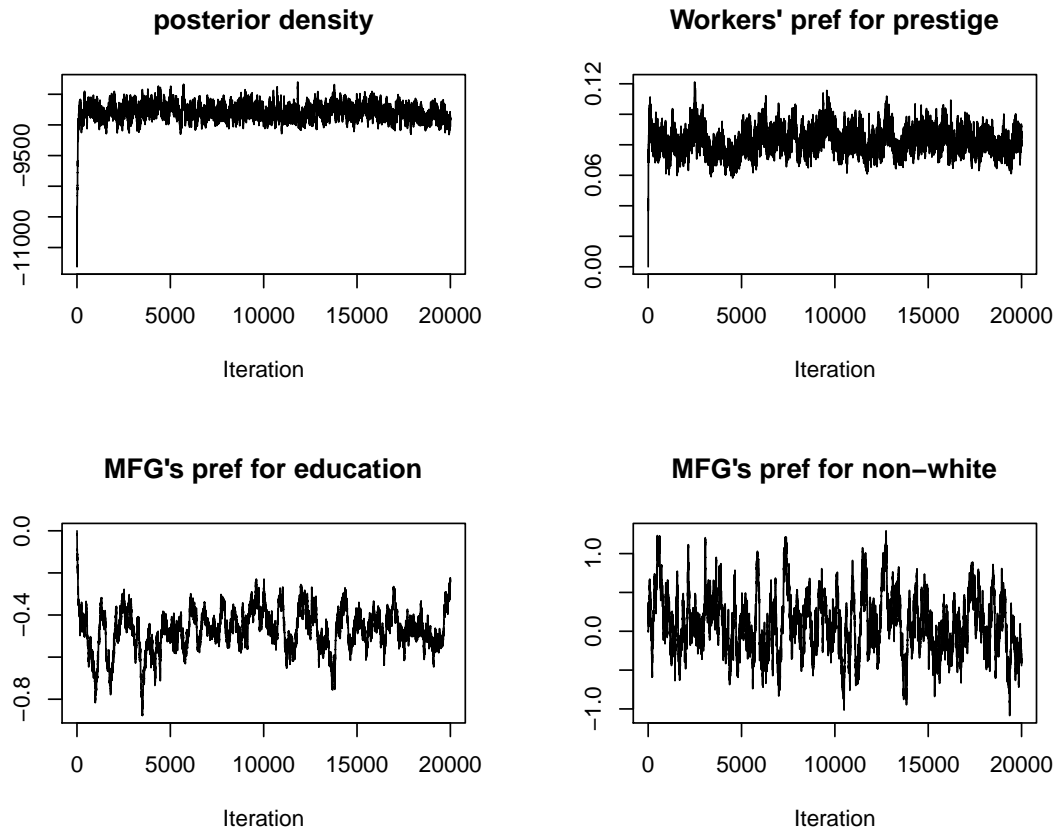 posterior density
−9500
−11000
0 5000 10000 15000 20000
Iteration
Workers' pref for prestige
0.12
0.06
0.00
0 5000 10000 15000 20000
Iteration
MFG's pref for education
0.0
−0.4
−0.8
0 5000 10000 15000 20000
Iteration
MFG's pref for non−white
1.0
0.0
−1.0
0 5000 10000 15000 20000
Iteration